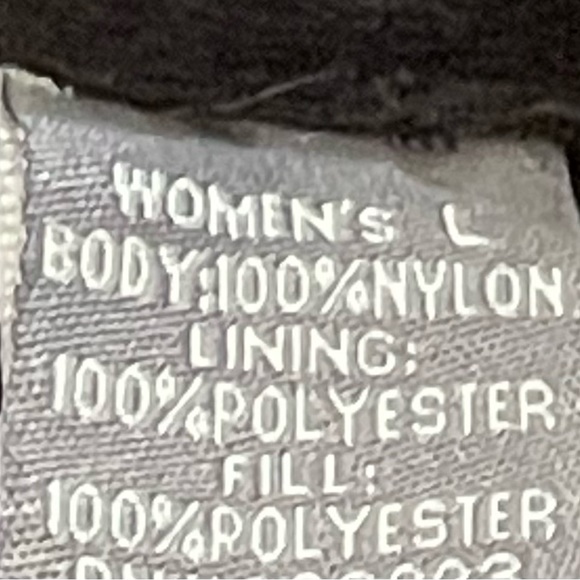 WOMEN'S L
BODY:100%NYLON
LINING:
100%POLYESTER
FILL:
100%POLYESTER